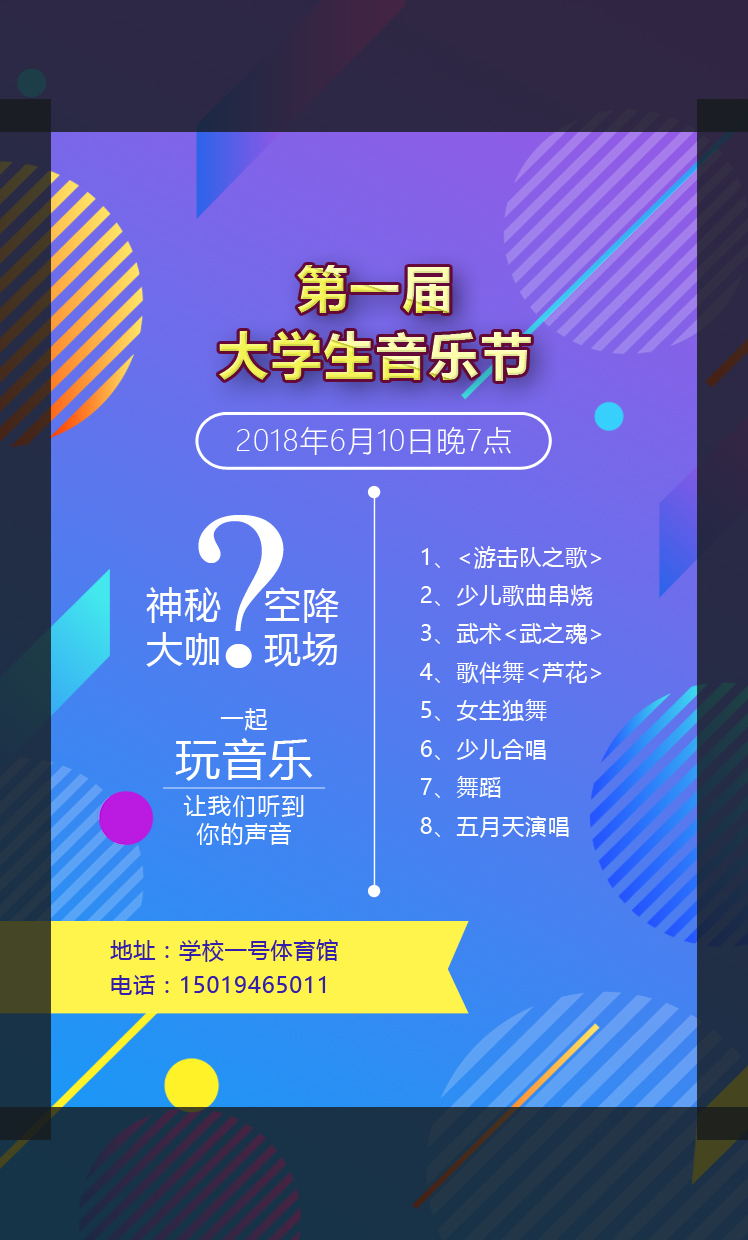 第一届
大学生音乐节
2018年6月10日晚7点
神秘?空降
大咖 现场
一起
玩音乐
让我们听到
你的声音
1、<游击队之歌>
2、少儿歌曲串烧
3、武术<武之魂>
4、歌伴舞<芦花>
5、女生独舞
6、少儿合唱
7、舞蹈
8、五月天演唱
地址：学校一号体育馆
电话：15019465011